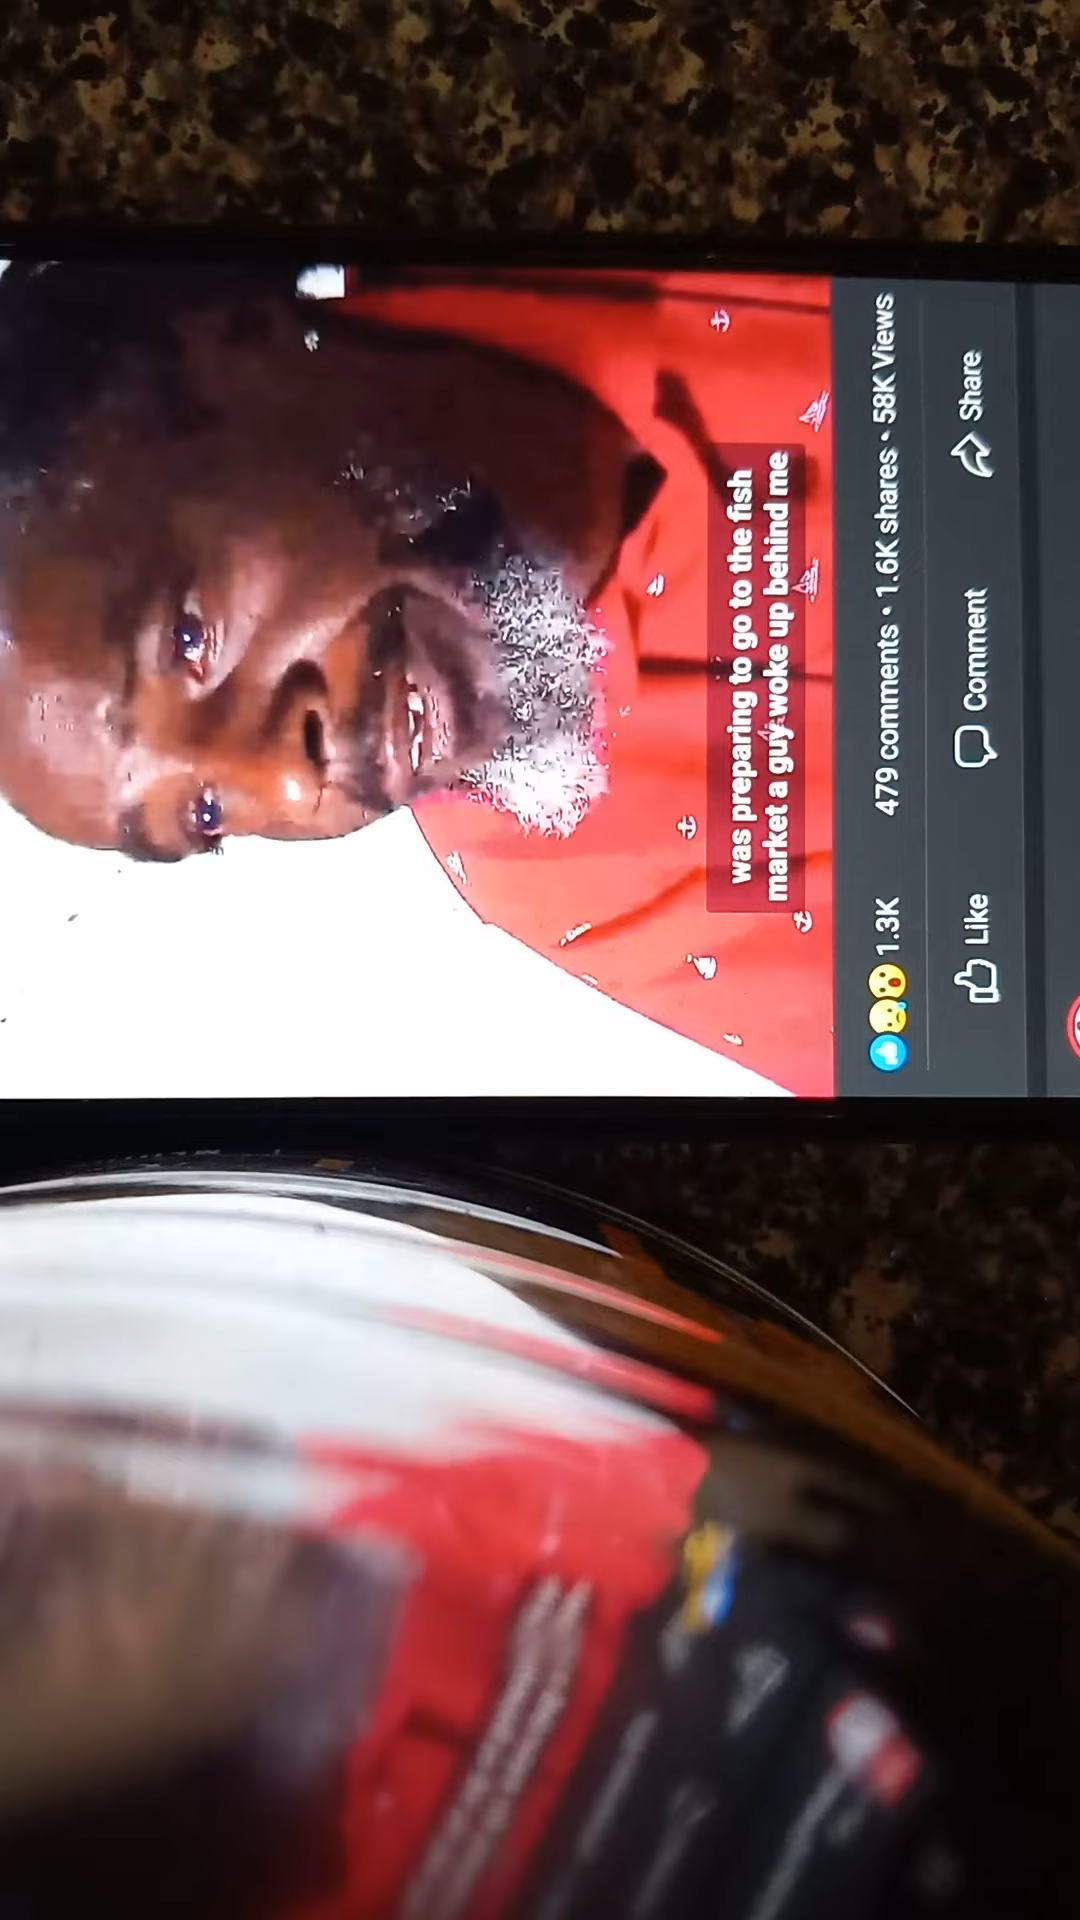 was preparing to go to the fish
market a guy woke up behind me
1.3K
479 comments • 1.6K shares • 58K Views
Like
Comment
Share